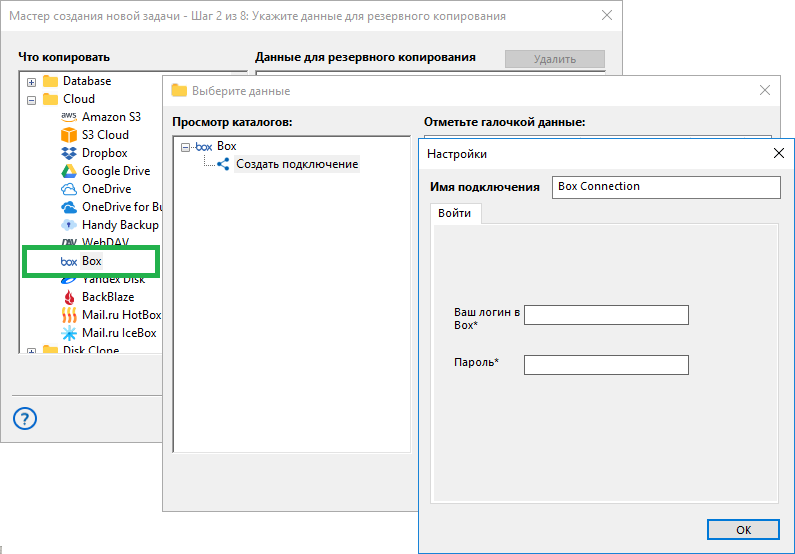 Мастер создания новой задачи - Шаг 2 из 8: Укажите данные для резервного копирования
Что копировать
Данные для резервного копирования
Удалить
Database
Cloud
Amazon S3
S3 Cloud
Dropbox
Google Drive
OneDrive
OneDrive for Bu
Handy Backup
WebDAV
box Box
Yandex Disk
BackBlaze
Mail.ru HotBox
Mail.ru IceBox
Disk Clone
?
Выберите данные
Просмотр каталогов:
Отметьте галочкой данные:
box Box
Создать подключение
Настройки
Имя подключения
Box Connection
Войти
Ваш логин в
Box*
Пароль*
OK